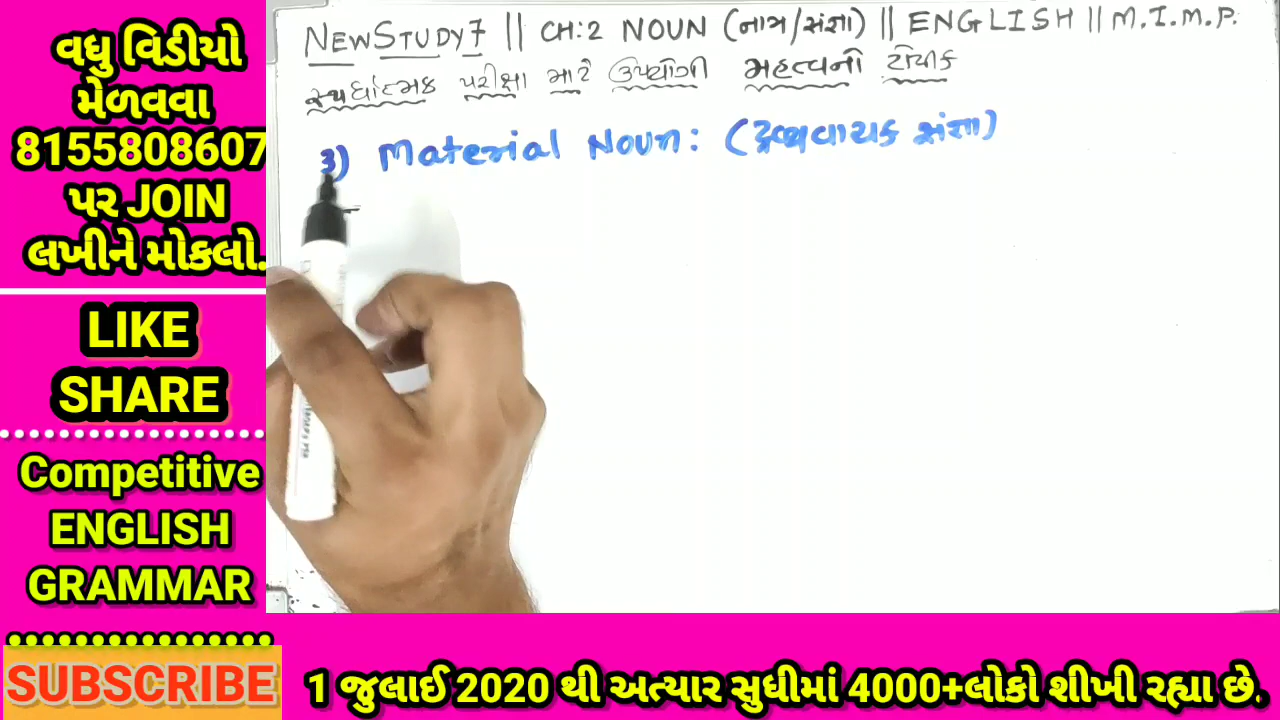 વધુ વિડીયો
મેળવવા
8155808607
પર JOIN
લખીને મોકલો.
LIKE
SHARE
Competitive
ENGLISH
GRAMMAR
SUBSCRIBE
NEWSTUDY7 || CH:2 NOUN (નામ/સંજ્ઞા) || ENGLISH || M.I.M.P.
સ્પર્ધાત્મક પરીક્ષા માટે ઉપયોગી મહત્વનો ટોપીક
3) Material Noun: (દ્રવ્યવાચક સંજ્ઞા)
1 જુલાઈ 2020 થી અત્યાર સુધીમાં 4000+લોકો શીખી રહ્યા છે.